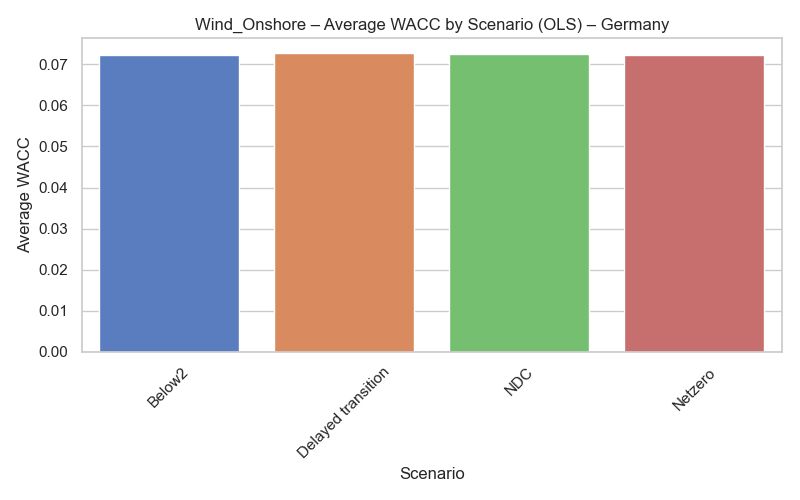 Wind_Onshore – Average WACC by Scenario (OLS) – Germany
Average WACC
0.07
0.06
0.05
0.04
0.03
0.02
0.01
0.00
Below2
Delayed transition
NDC
Netzero
Scenario